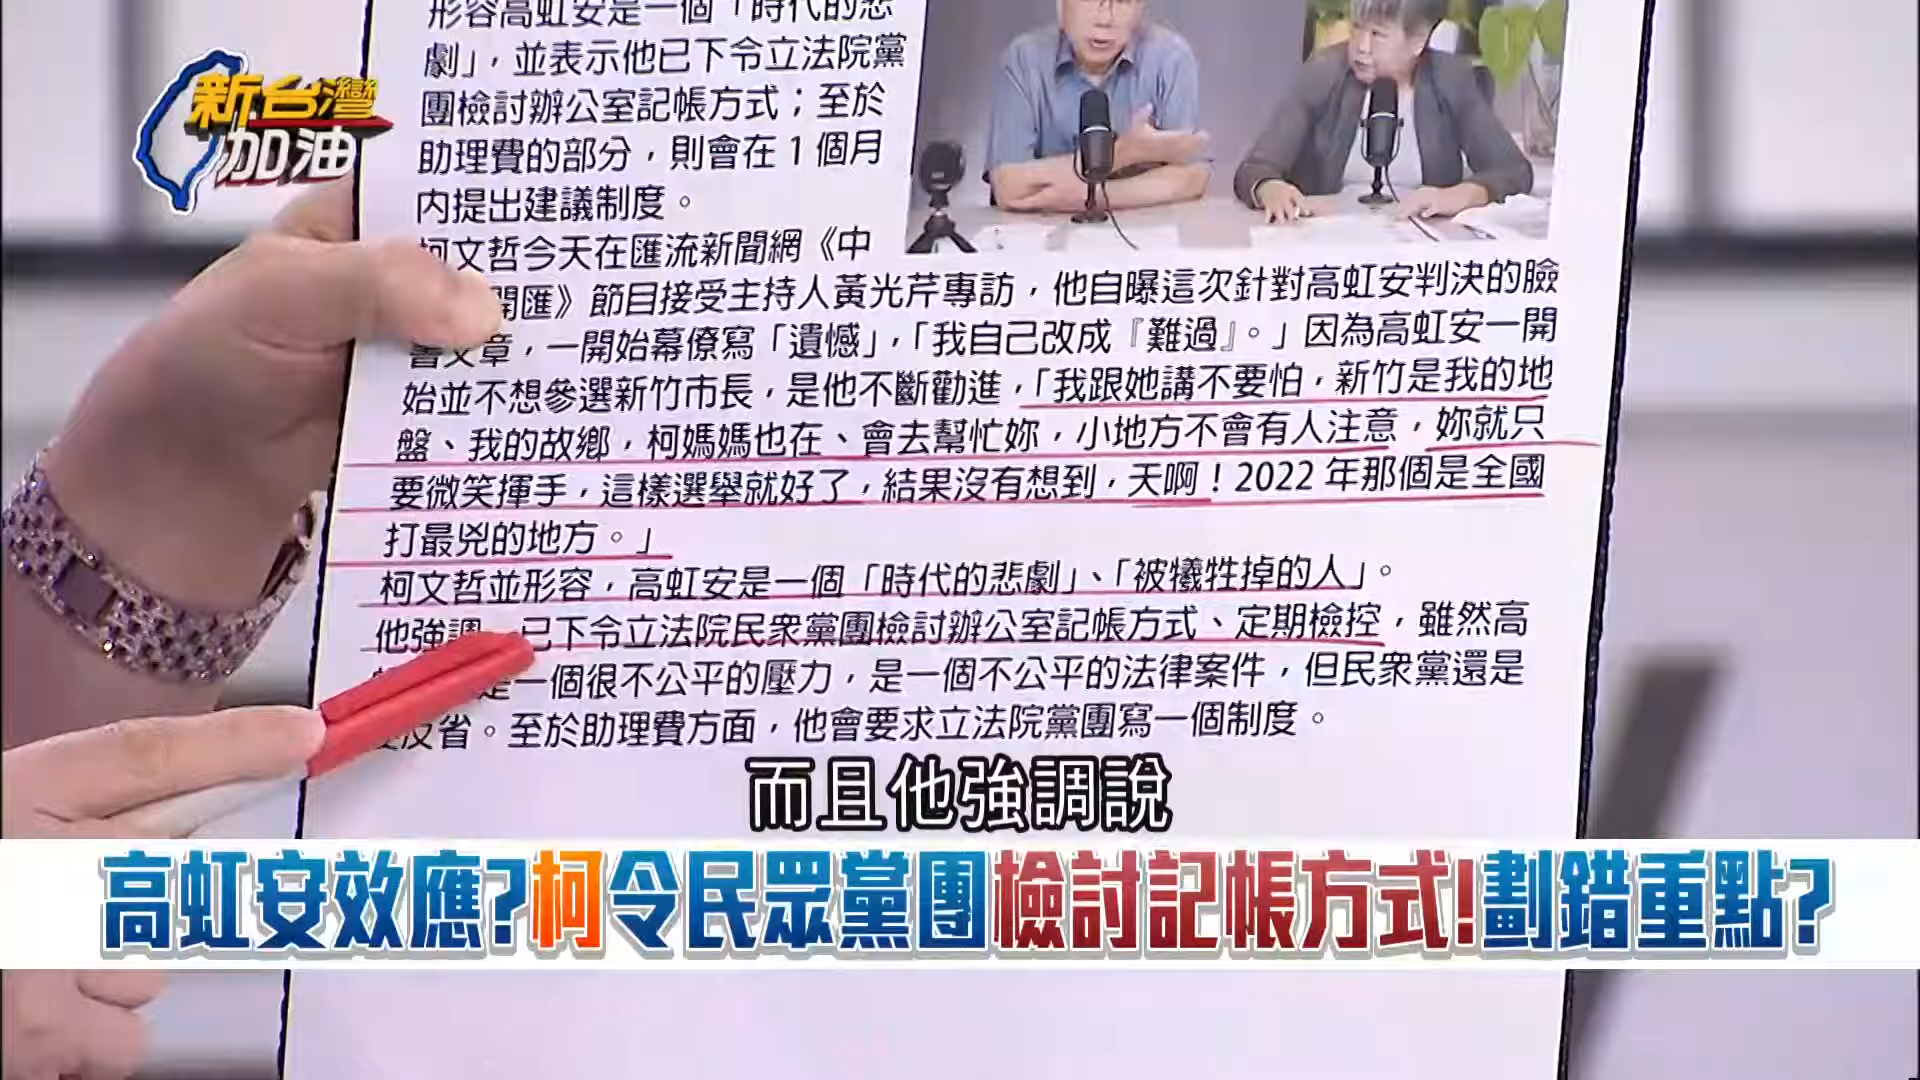 新台灣
加油
形容高虹安是一個「時代的悲
劇」，並表示他已下令立法院黨
團檢討辦公室記帳方式；至於
助理費的部分，則會在1個月
內提出建議制度。
柯文哲今天在匯流新聞網《中
開匯》節目接受主持人黃光芹專訪，他自曝這次針對高虹安判決的臉
書文章，一開始幕僚寫「遺憾」，「我自己改成『難過』。」因為高虹安一開
始並不想參選新竹市長，是他不斷勸進，「我跟她講不要怕，新竹是我的地
盤、我的故鄉，柯媽媽也在、會去幫忙妳，小地方不會有人注意，妳就只
要微笑揮手，這樣選舉就好了，結果沒有想到，天啊！2022年那個是全國
打最兇的地方。」
柯文哲並形容，高虹安是一個「時代的悲劇」、「被犧牲掉的人」。
他強調，已下令立法院民眾黨團檢討辦公室記帳方式、定期檢控，雖然高
是一個很不公平的壓力，是一個不公平的法律案件，但民眾黨還是
反省。至於助理費方面，他會要求立法院黨團寫一個制度。
而且他強調說
高虹安效應?柯令民眾黨團檢討記帳方式!劃錯重點?